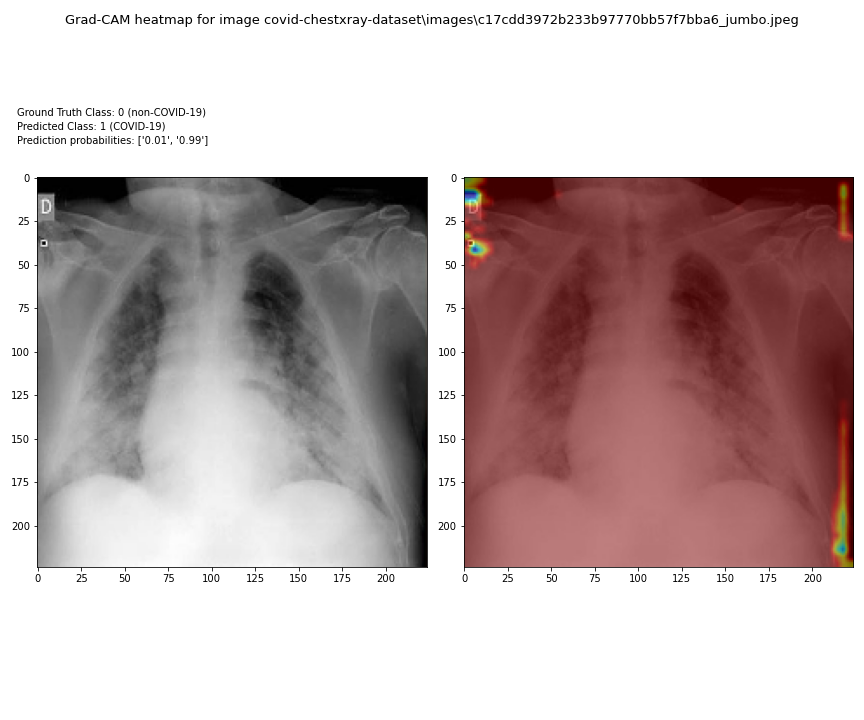 Grad-CAM heatmap for image covid-chestxray-dataset\images\c17cdd3972b233b97770bb57f7bba6_jumbo.jpeg
Ground Truth Class: 0 (non-COVID-19)
Predicted Class: 1 (COVID-19)
Prediction probabilities: ['0.01', '0.99']
0
25
50
75
100
125
150
175
200
0 25 50 75 100 125 150 175 200
D
0
25
50
75
100
125
150
175
200
0 25 50 75 100 125 150 175 200
D